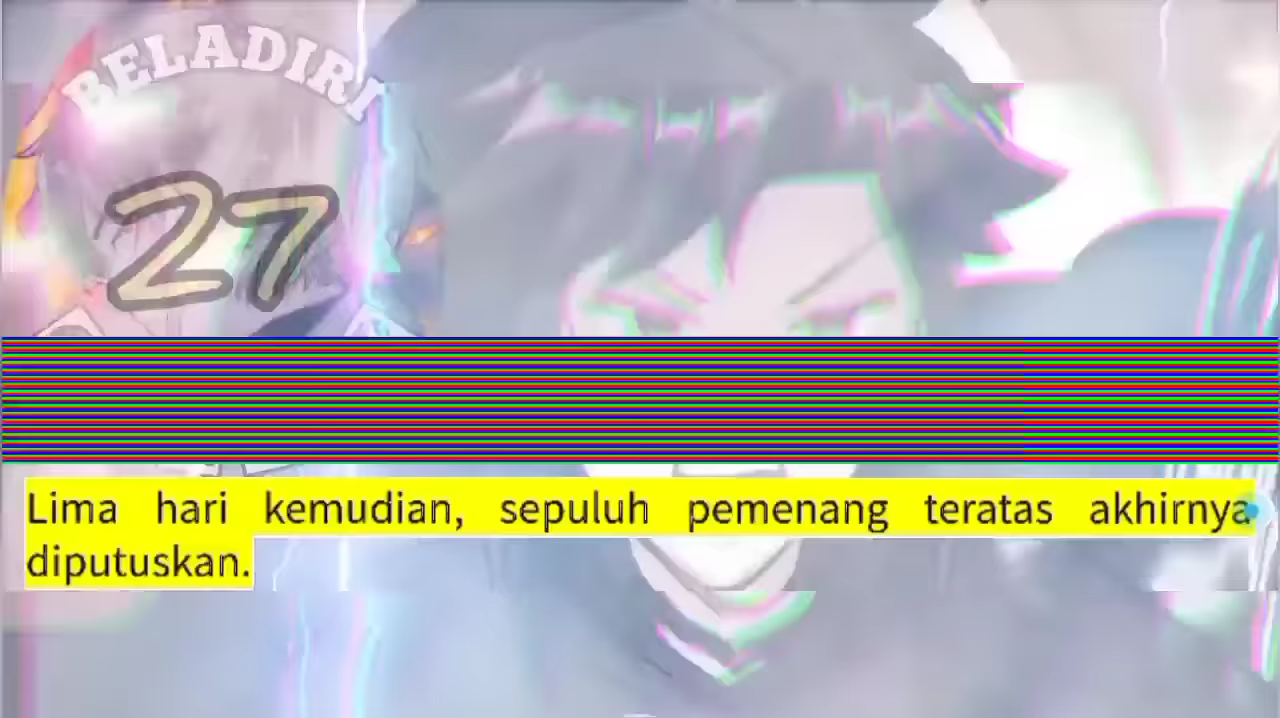 BELADIRI
27
Lima hari kemudian, sepuluh pemenang teratas akhirnya
diputuskan.